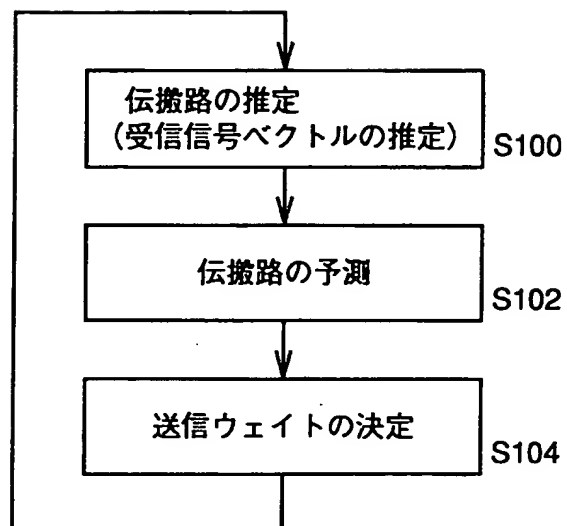 伝搬路の推定
(受信信号ベクトルの推定)
S100
伝搬路の予測
S102
送信ウェイトの決定
S104